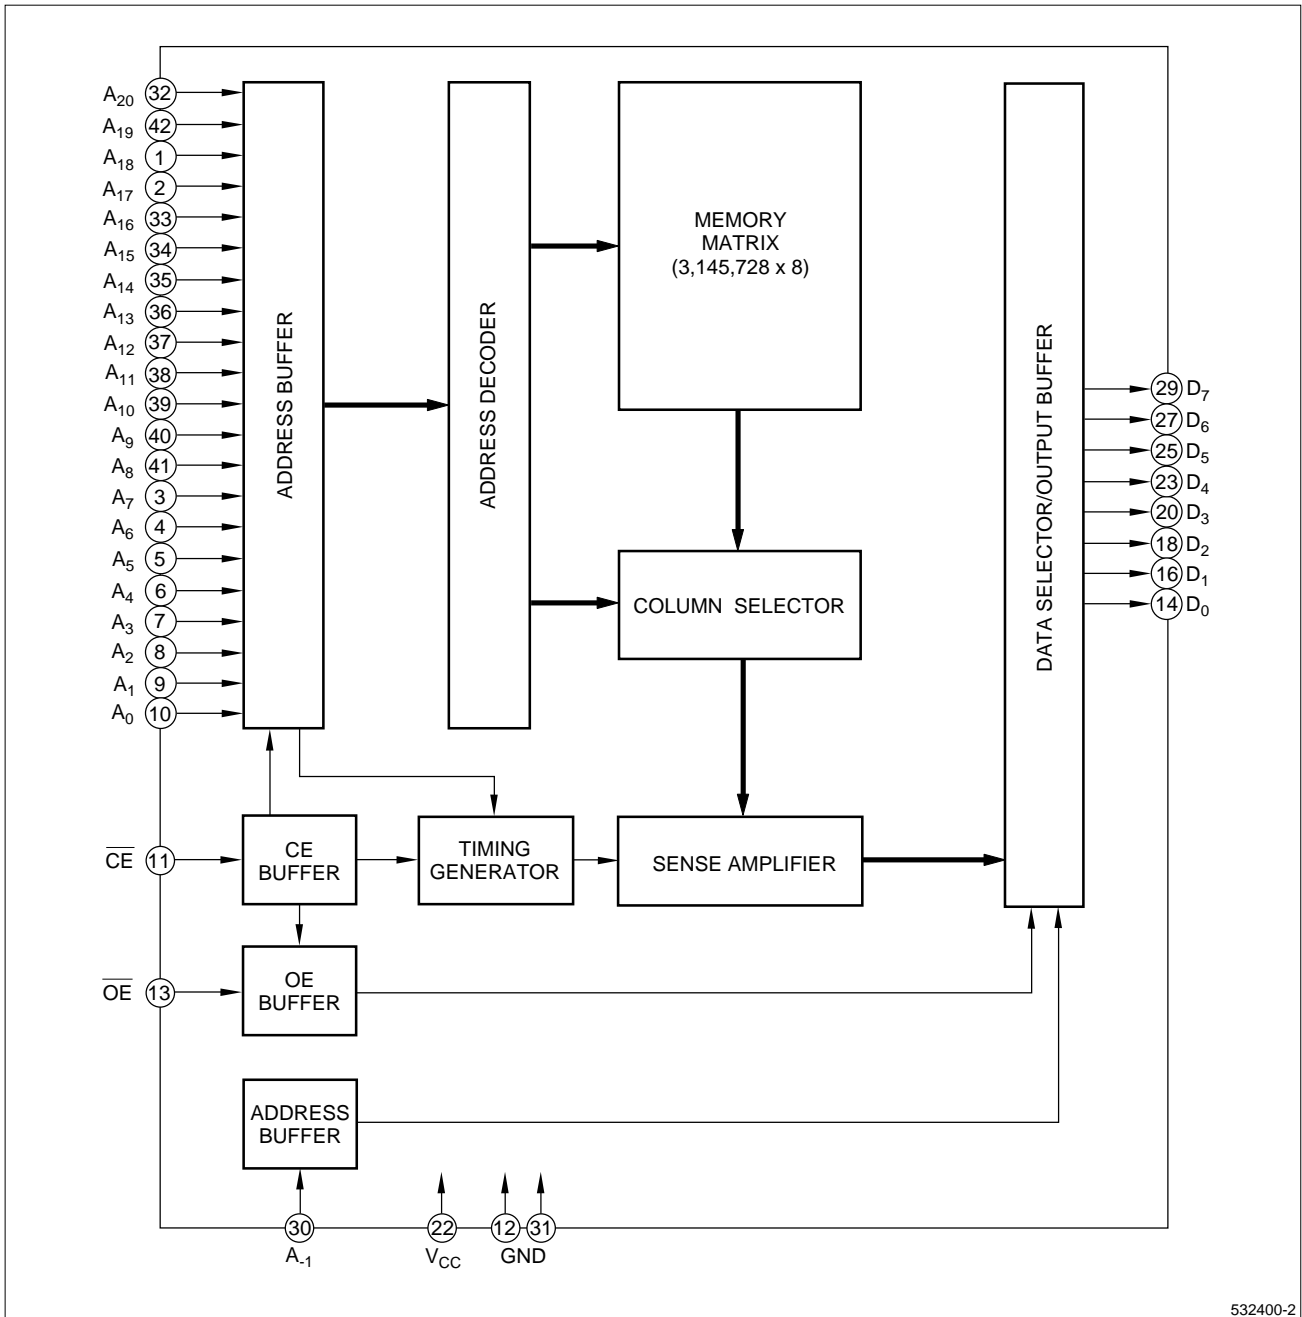 A20 32
A19 42
A18 1
A17 2
A16 33
A15 34
A14 35
A13 36
A12 37
A11 38
A10 39
A9 40
A8 41
A7 3
A6 4
A5 5
A4 6
A3 7
A2 8
A1 9
A0 10
ADDRESS BUFFER
ADDRESS DECODER
MEMORY
MATRIX
(3,145,728 x 8)
COLUMN SELECTOR
DATA SELECTOR/OUTPUT BUFFER
29 D7
27 D6
25 D5
23 D4
20 D3
18 D2
16 D1
14 D0
CE 11
CE
BUFFER
TIMING
GENERATOR
SENSE AMPLIFIER
OE 13
OE
BUFFER
ADDRESS
BUFFER
30
A-1
22
VCC
12 31
GND
532400-2